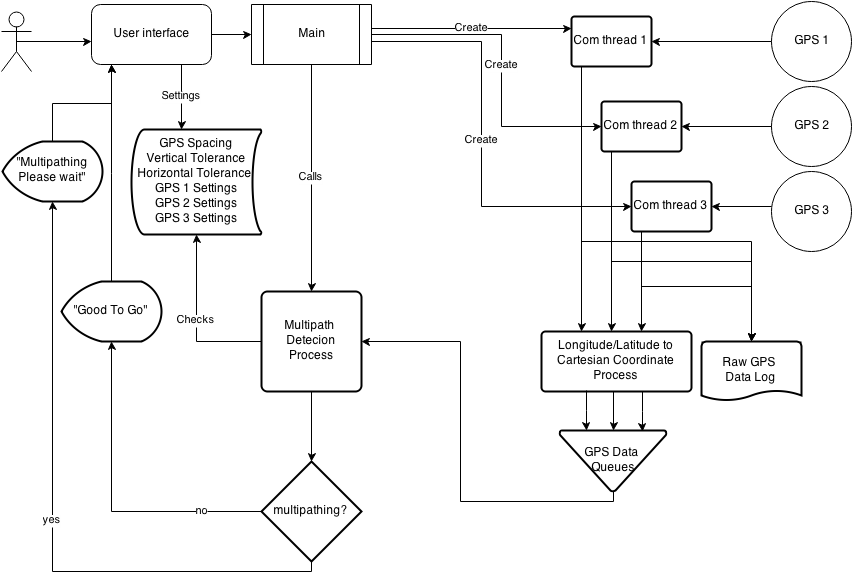 User interface
Main
Create
Com thread 1
GPS 1
Create
Settings
Com thread 2
GPS 2
Create
GPS Spacing
Vertical Tolerance
Horizontal Tolerance
GPS 1 Settings
GPS 2 Settings
GPS 3 Settings
"Multipathing
Please wait"
Calls
Com thread 3
GPS 3
"Good To Go"
Checks
Multipath
Detecion
Process
Longitude/Latitude to
Cartesian Coordinate
Process
Raw GPS
Data Log
GPS Data
Queues
multipathing?
no
yes